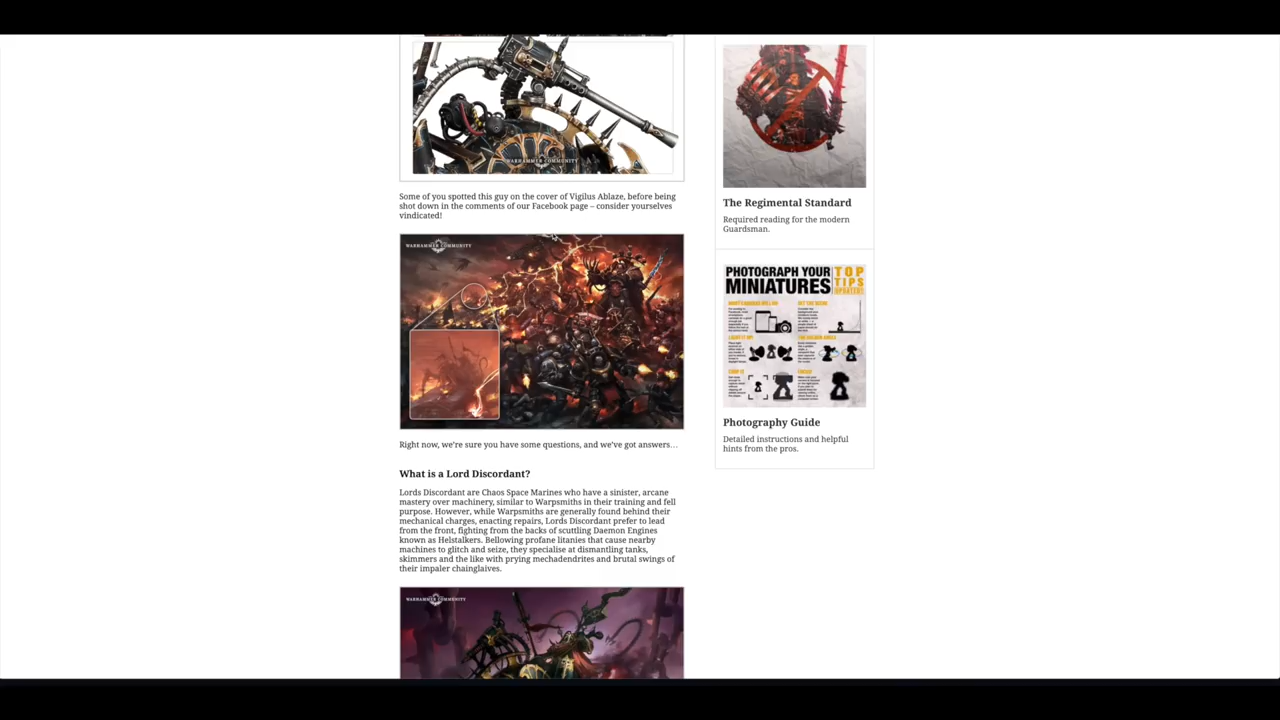 WARHAMMER COMMUNITY
Some of you spotted this guy on the cover of Vigilus Ablaze, before being
shot down in the comments of our Facebook page – consider yourselves
vindicated!
WARHAMMER COMMUNITY
Right now, we're sure you have some questions, and we've got answers…
What is a Lord Discordant?
Lords Discordant are Chaos Space Marines who have a sinister, arcane
mastery over machinery, similar to Warpsmiths in their training and fell
purpose. However, while Warpsmiths are generally found behind their
mechanical charges, enacting repairs, Lords Discordant prefer to lead
from the front, fighting from the backs of scuttling Daemon Engines
known as Helstalkers. Bellowing profane litanies that cause nearby
machines to glitch and seize, they specialise at dismantling tanks,
skimmers and the like with prying mechadendrites and brutal swings of
their impaler chainglaives.
WARHAMMER COMMUNITY
The Regimental Standard
Required reading for the modern
Guardsman.
PHOTOGRAPH YOUR
MINIATURES
TOP
TIPS
Photography Guide
Detailed instructions and helpful
hints from the pros.